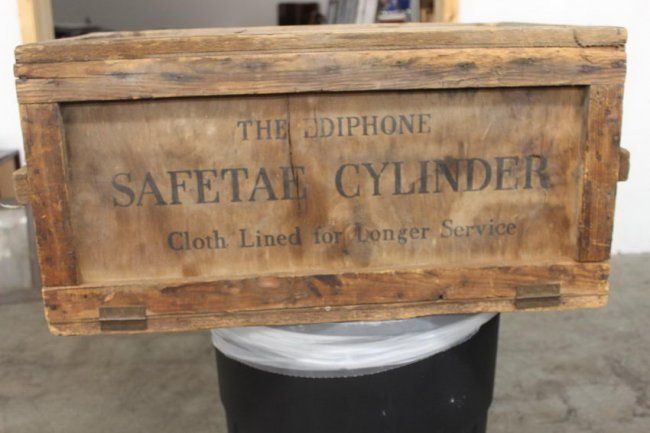 THE EDIPHONE
SAFETAE CYLINDER
Cloth Lined for Longer Service